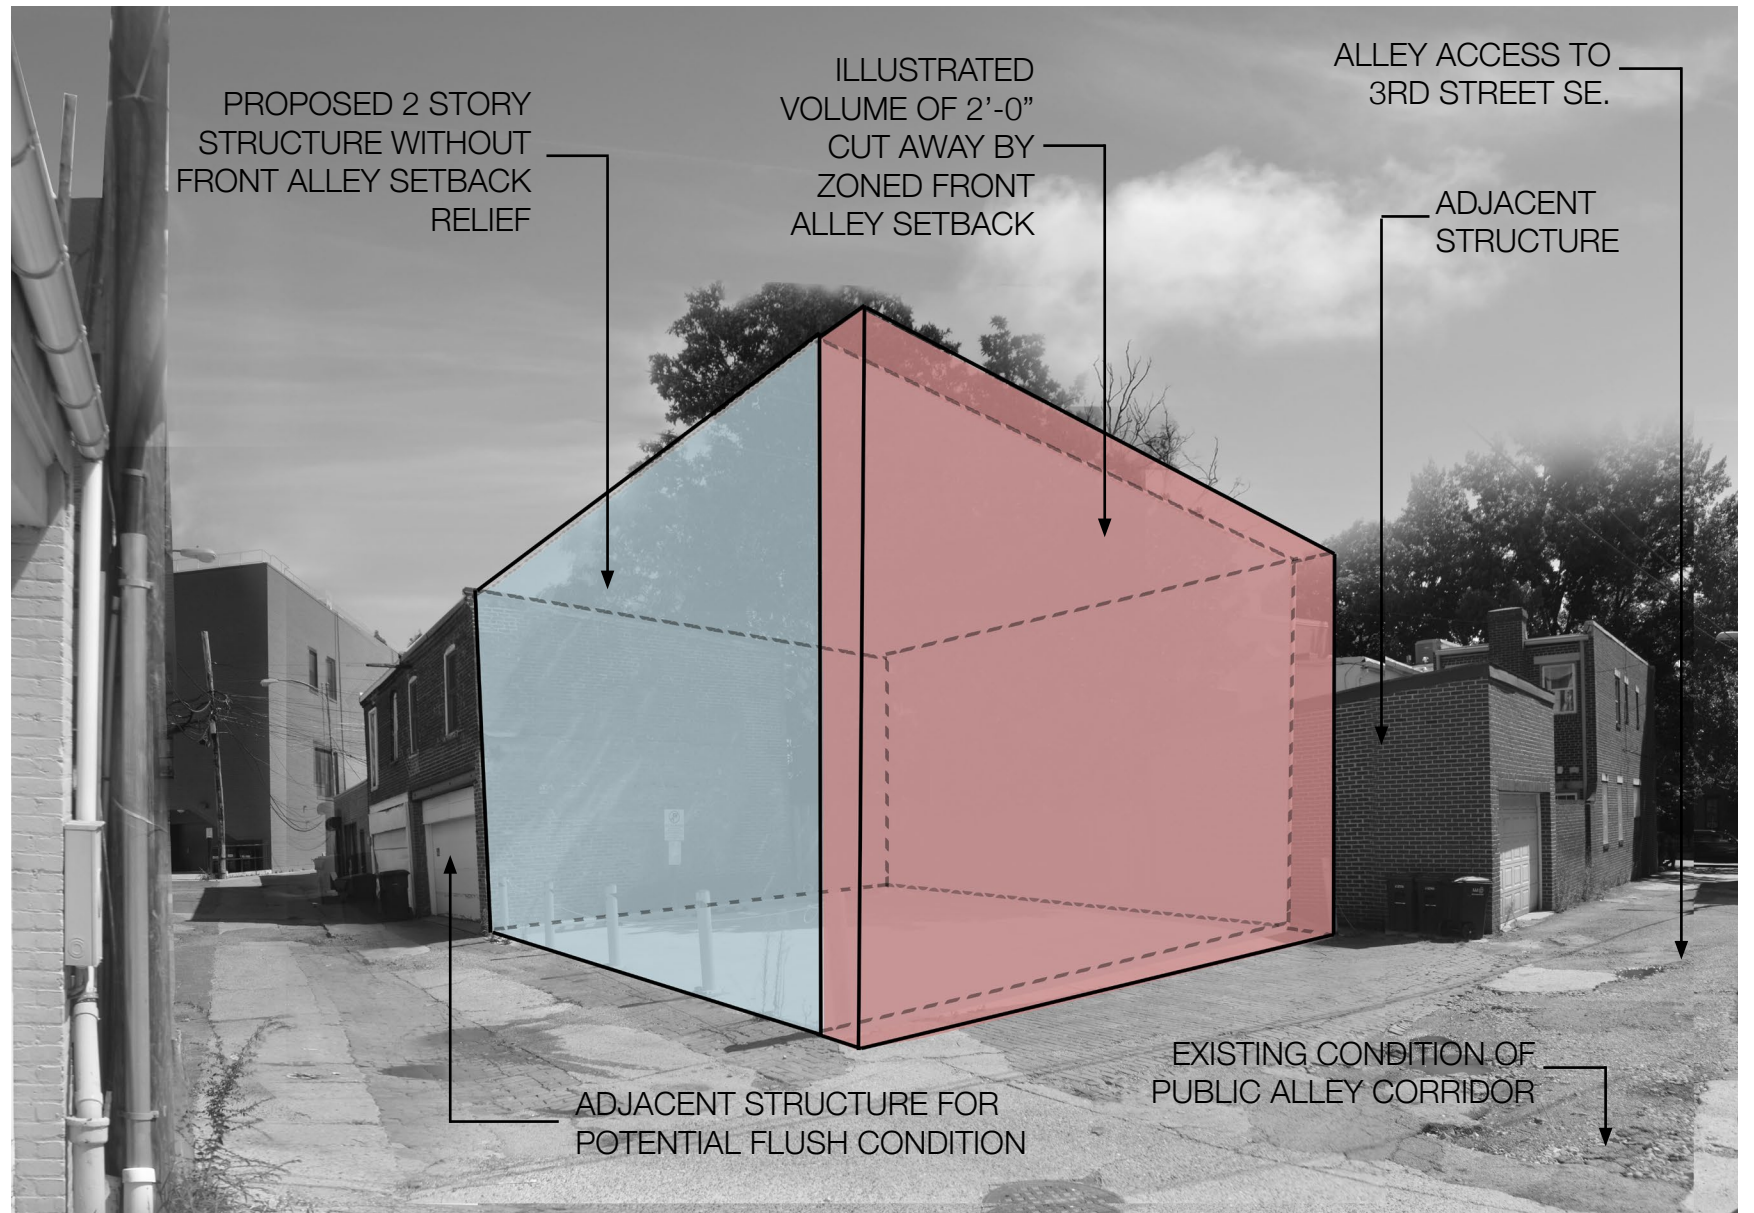 PROPOSED 2 STORY
STRUCTURE WITHOUT
FRONT ALLEY SETBACK
RELIEF
ILLUSTRATED
VOLUME OF 2’-0”
CUT AWAY BY
ZONED FRONT
ALLEY SETBACK
ALLEY ACCESS TO
3RD STREET SE.
ADJACENT
STRUCTURE
ADJACENT STRUCTURE FOR
POTENTIAL FLUSH CONDITION
EXISTING CONDITION OF
PUBLIC ALLEY CORRIDOR